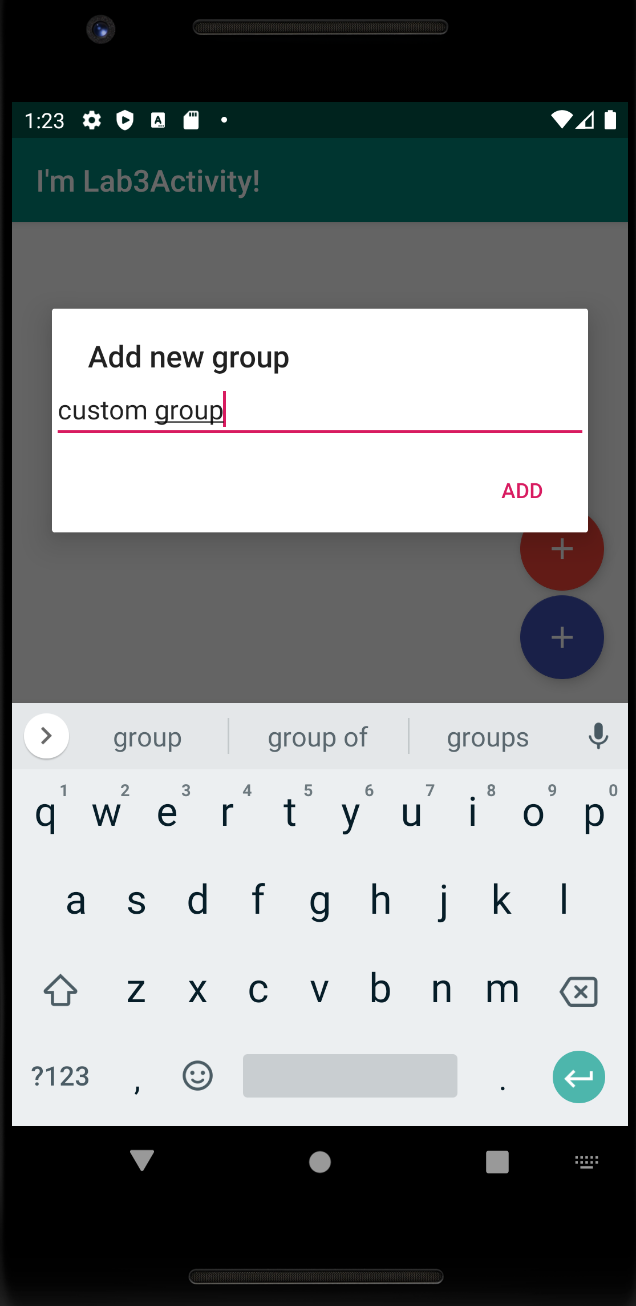 1:23
I'm Lab3Activity!
Add new group
custom group
ADD
group group of groups
1 2 3 4 5 6 7 8 9 0
q w e r t y u i o p
a s d f g h j k l
z x c v b n m
?123 , .